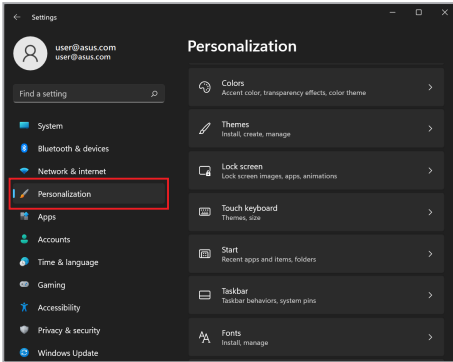 Settings
user@asus.com
user@asus.com
Find a setting
System
Bluetooth & devices
Network & internet
Personalization
Apps
Accounts
Time & language
Gaming
Accessibility
Privacy & security
Windows Update
Personalization
Colors
Accent color, transparency effects, color theme
Themes
Install, create, manage
Lock screen
Lock screen images, apps, animations
Touch keyboard
Themes, size
Start
Recent apps and items, folders
Taskbar
Taskbar behaviors, system pins
Fonts
Install, manage